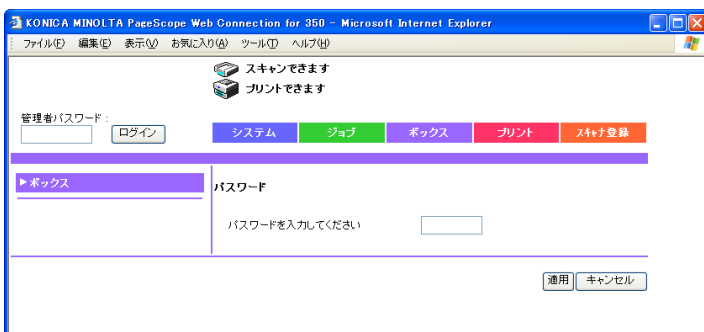 KONICA MINOLTA PageScope Web Connection for 350 - Microsoft Internet Explorer
ファイル(F) 編集(E) 表示(V) お気に入り(A) ツール(T) ヘルプ(H)
スキャンできます
プリントできます
管理者パスワード:
ログイン
システム ジョブ ボックス プリント スキャナ登録
▶ボックス
パスワード
パスワードを入力してください
適用 キャンセル